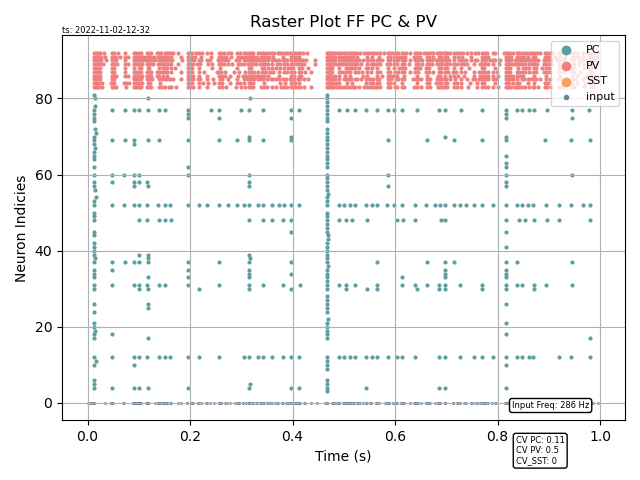 Raster Plot FF PC & PV
ts: 2022-11-02-12-32
PC
PV
SST
input
80
60
40
20
0
Neuron Indicies
Input Freq: 286 Hz
0.0
0.2
0.4
0.6
0.8
1.0
Time (s)
CV PC: 0.11
CV PV: 0.5
CV_SST: 0